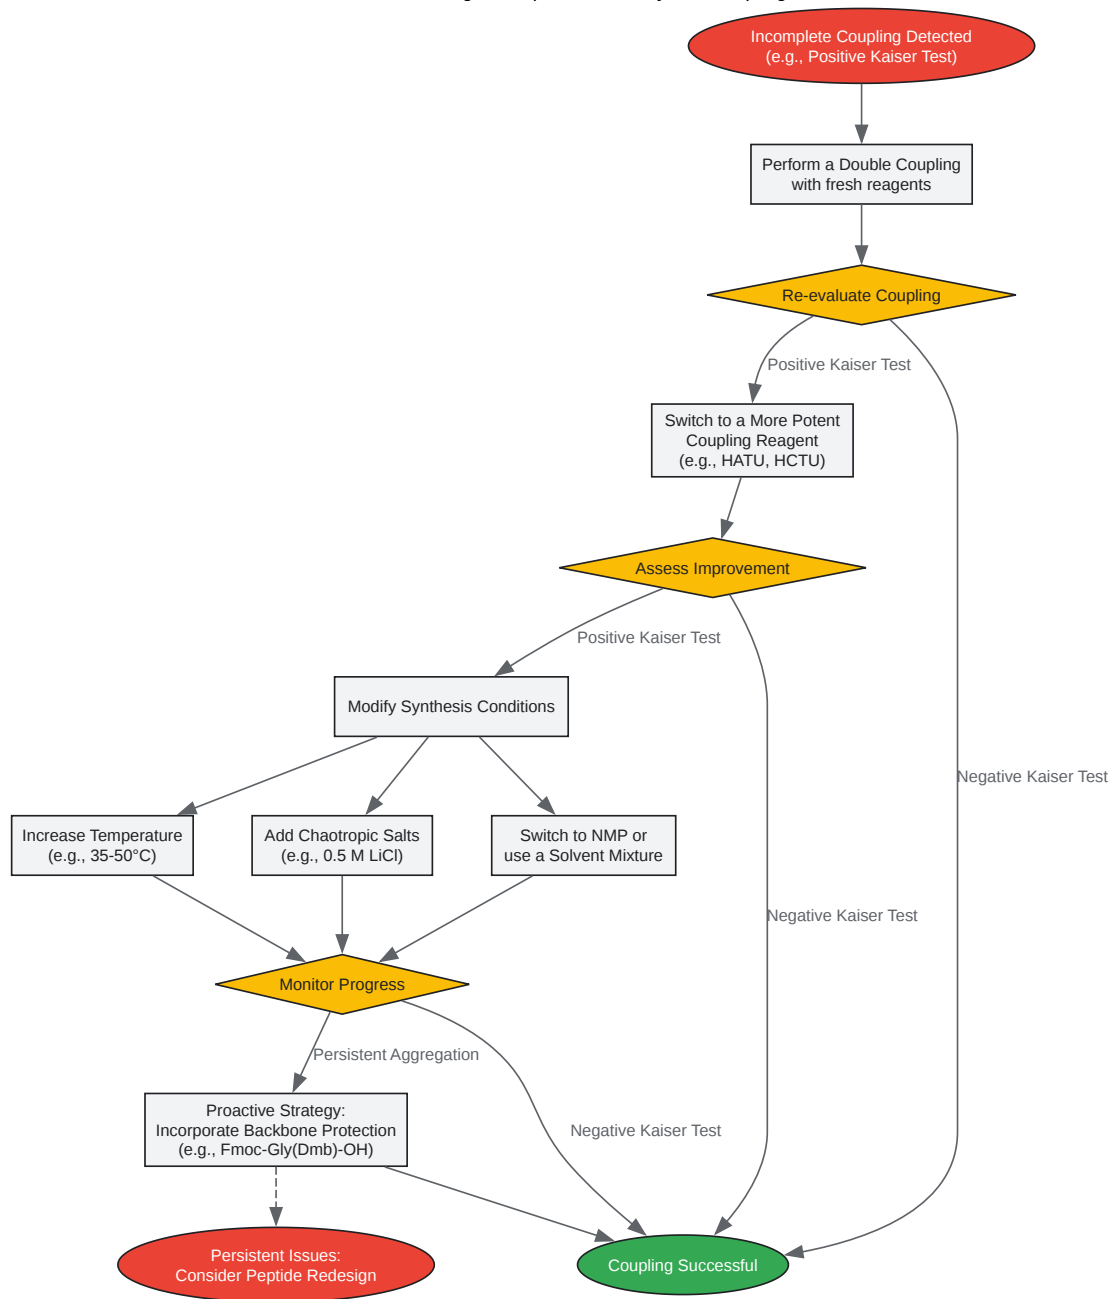 Incomplete Coupling Detected
(e.g., Positive Kaiser Test)
Perform a Double Coupling
with fresh reagents
Re-evaluate Coupling
Positive Kaiser Test
Switch to a More Potent
Coupling Reagent
(e.g., HATU, HCTU)
Assess Improvement
Positive Kaiser Test
Modify Synthesis Conditions
Negative Kaiser Test
Increase Temperature
(e.g., 35-50°C)
Add Chaotropic Salts
(e.g., 0.5 M LiCl)
Switch to NMP or
use a Solvent Mixture
Negative Kaiser Test
Monitor Progress
Persistent Aggregation
Proactive Strategy:
Incorporate Backbone Protection
(e.g., Fmoc-Gly(Dmb)-OH)
Negative Kaiser Test
Persistent Issues:
Consider Peptide Redesign
Coupling Successful